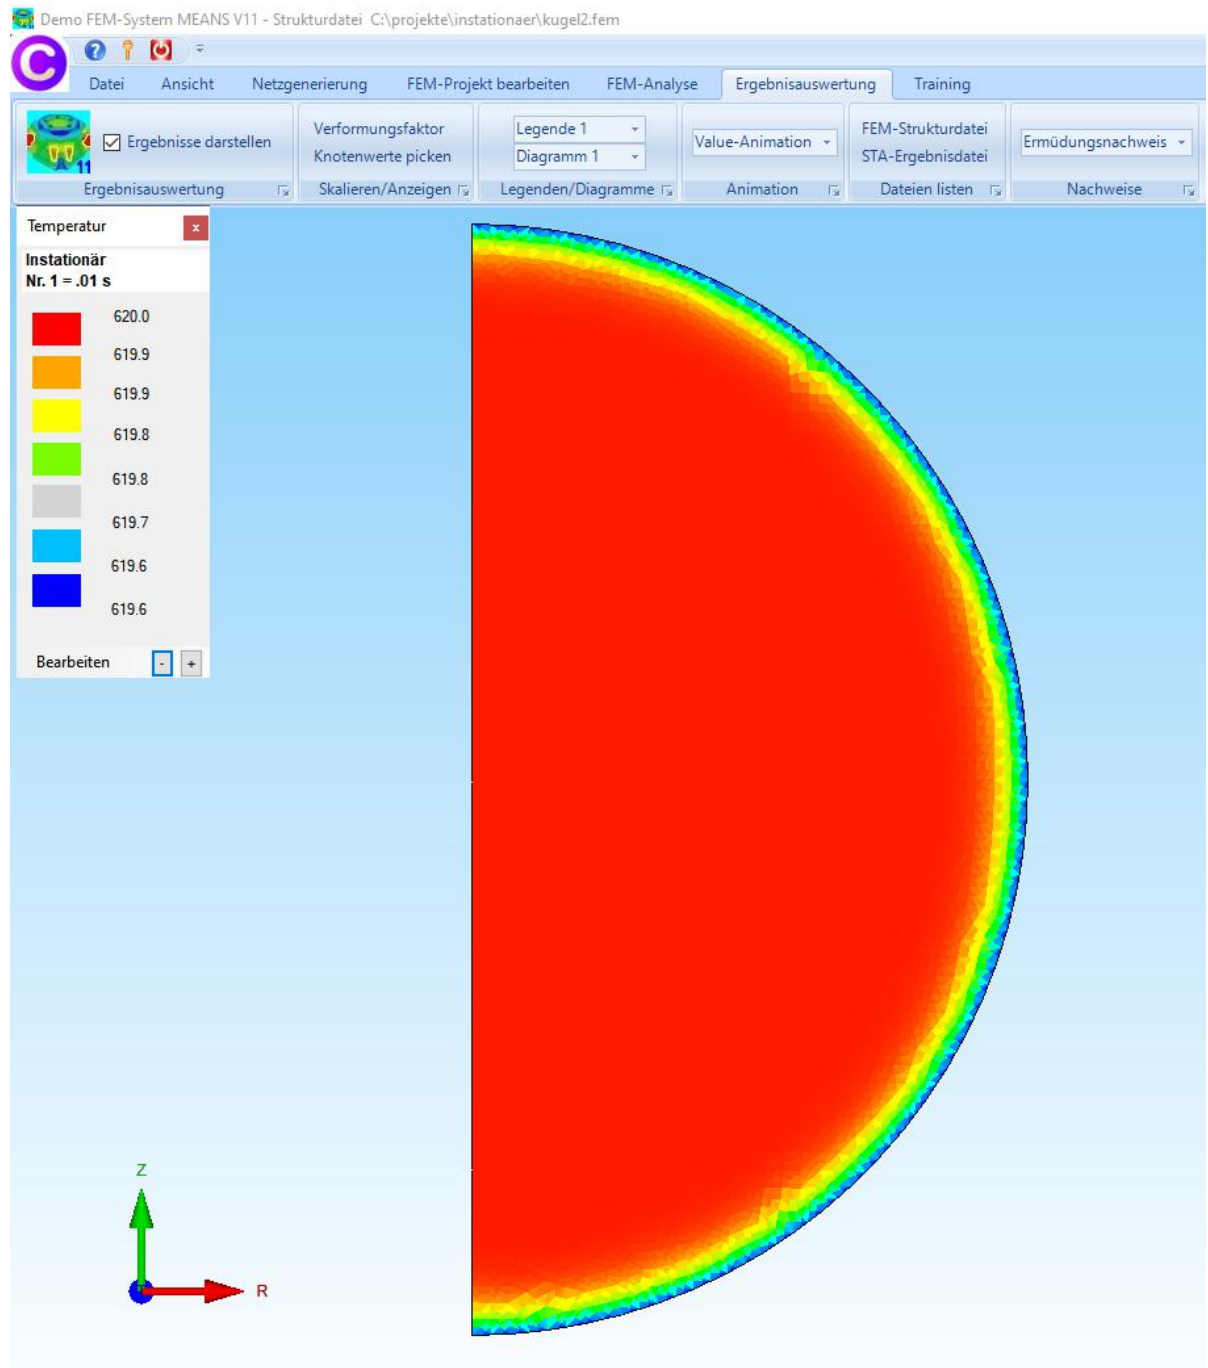 Demo FEM-System MEANS V11 - Strukturdatei C:\projekte\instationaer\kugel2.fem
C
?
Datei Ansicht Netzgenerierung FEM-Projekt bearbeiten FEM-Analyse Ergebnisauswertung Training
Verformungsfaktor Legende 1 FEM-Strukturdatei
Ergebnisse darstellen Value-Animation Ermüdungsnachweis
Knotenwerte picken Diagramm 1 STA-Ergebnisdatei
11
Ergebnisauswertung Skalieren/Anzeigen Legenden/Diagramme Animation Dateien listen Nachweise
Temperatur x
Instationär
Nr. 1 = .01 s
620.0
619.9
619.9
619.8
619.8
619.7
619.6
619.6
Bearbeiten - +
Z
R